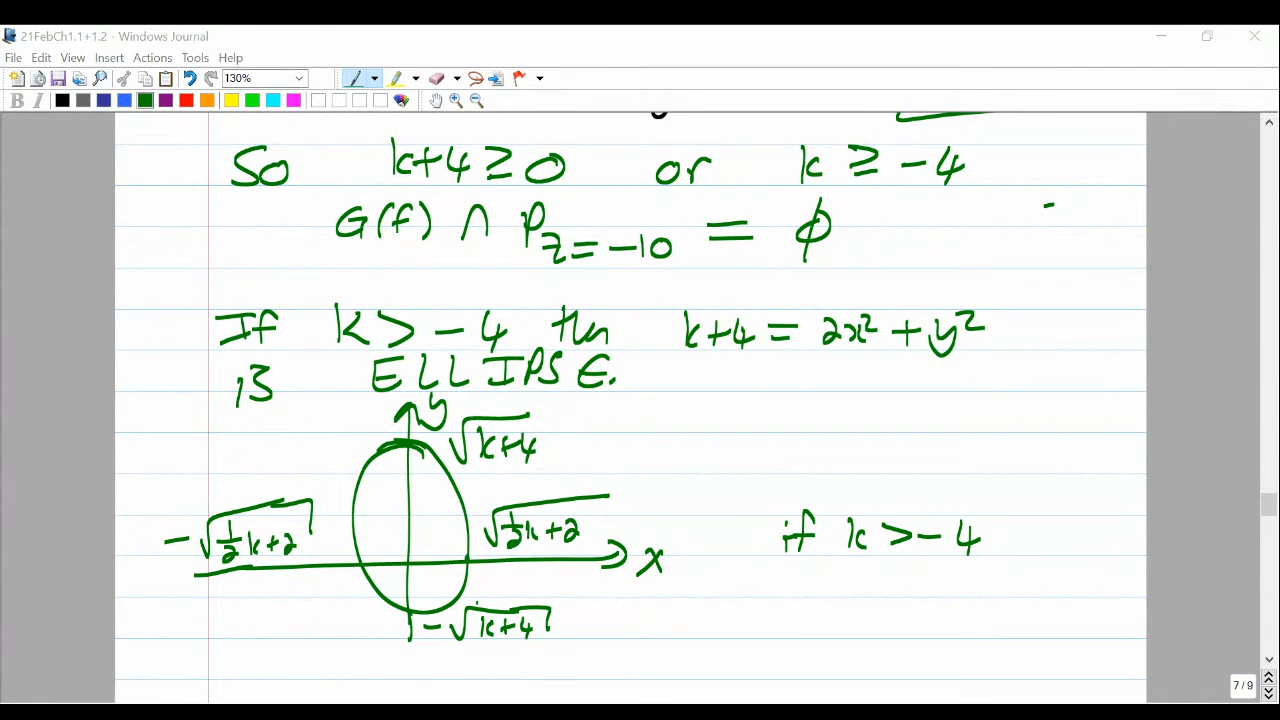 21FebCh1.1+1.2 - Windows Journal
File Edit View Insert Actions Tools Help
130%
B I
So k+4 ≥ 0 or k ≥ -4
G(f) ∩ P_{z=-10} = ϕ
If k > -4 then k+4 = 2x² + y²
is ELLIPSE.
y
√(k+4)
-√(½k+2) √(½k+2) if k > -4
x
-√(k+4)
7 / 9